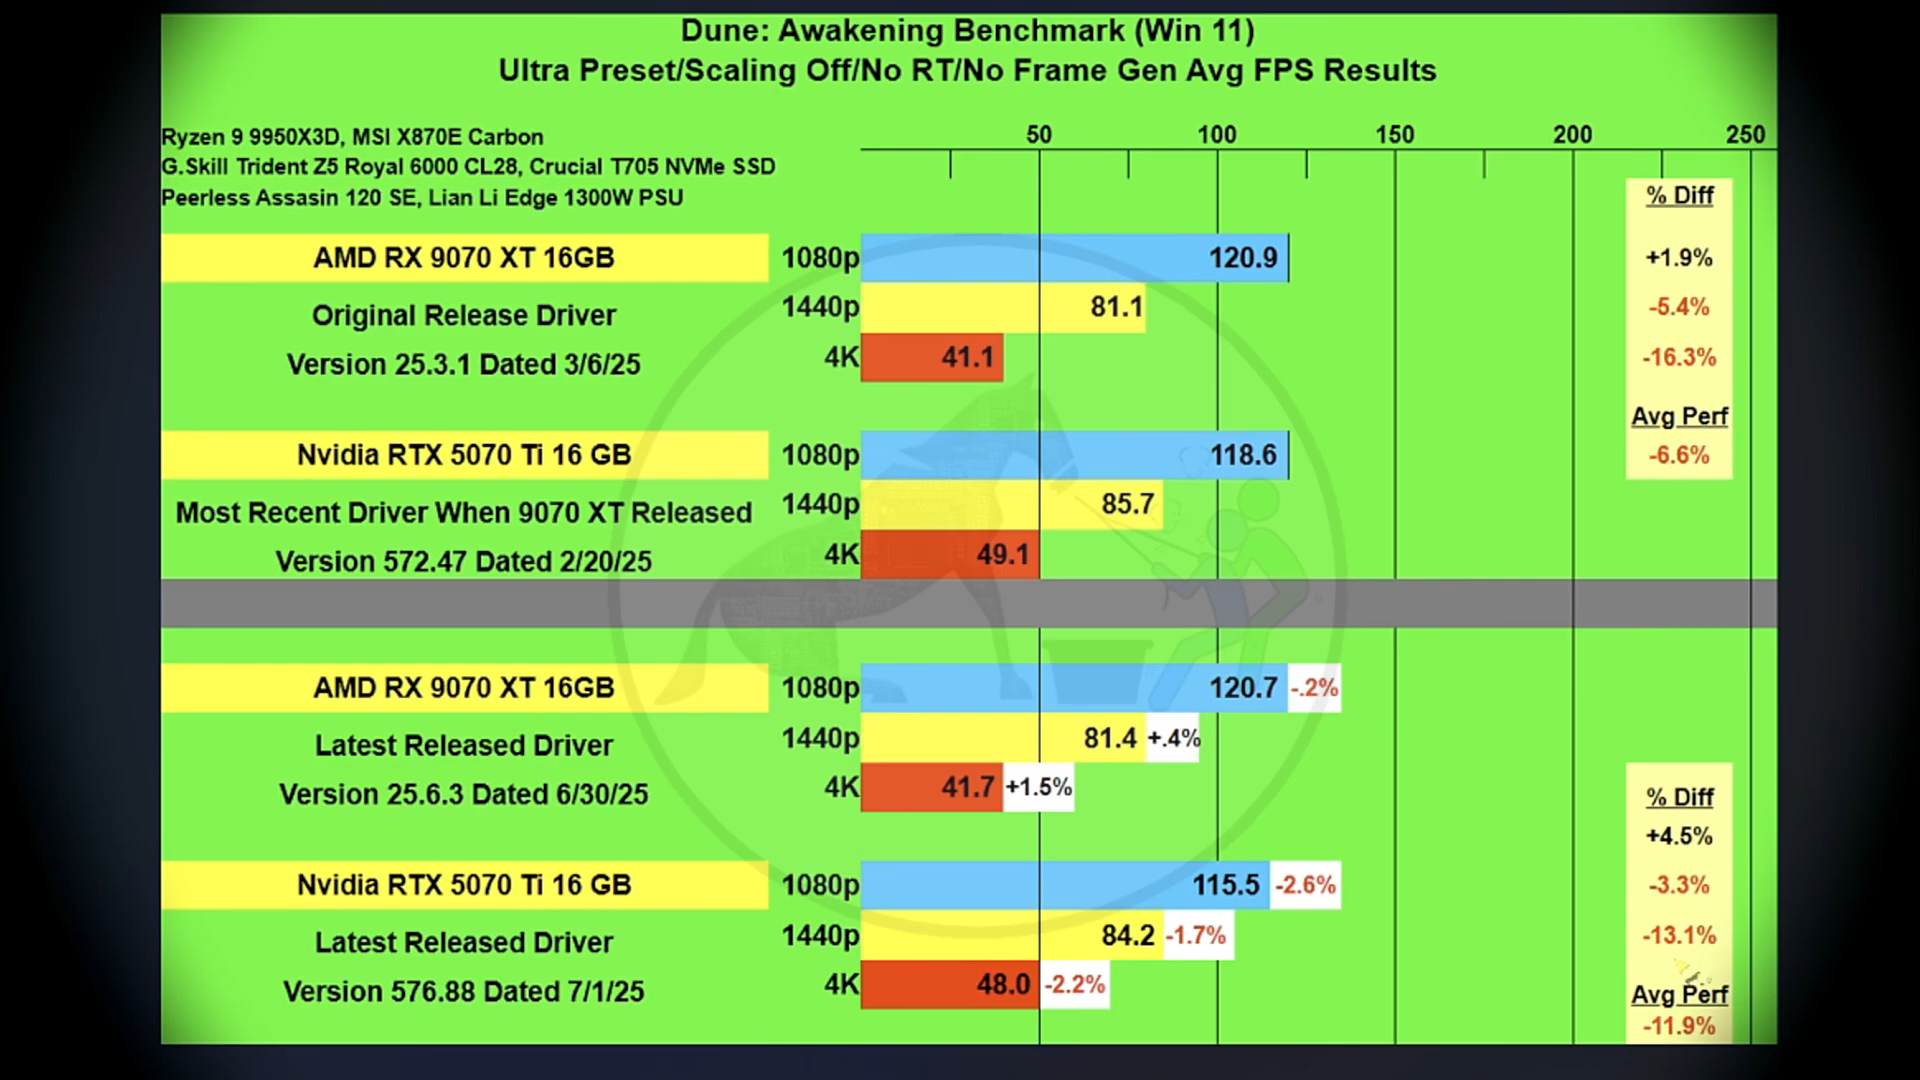 Dune: Awakening Benchmark (Win 11)
Ultra Preset/Scaling Off/No RT/No Frame Gen Avg FPS Results
Ryzen 9 9950X3D, MSI X870E Carbon
G.Skill Trident Z5 Royal 6000 CL28, Crucial T705 NVMe SSD
Peerless Assasin 120 SE, Lian Li Edge 1300W PSU
50 100 150 200 250
% Diff
AMD RX 9070 XT 16GB 1080p 120.9 +1.9%
Original Release Driver 1440p 81.1 -5.4%
Version 25.3.1 Dated 3/6/25 4K 41.1 -16.3%
Avg Perf
Nvidia RTX 5070 Ti 16 GB 1080p 118.6 -6.6%
Most Recent Driver When 9070 XT Released 1440p 85.7
Version 572.47 Dated 2/20/25 4K 49.1
AMD RX 9070 XT 16GB 1080p 120.7 -.2%
Latest Released Driver 1440p 81.4 +.4%
Version 25.6.3 Dated 6/30/25 4K 41.7 +1.5%
% Diff
+4.5%
Nvidia RTX 5070 Ti 16 GB 1080p 115.5 -2.6% -3.3%
Latest Released Driver 1440p 84.2 -1.7% -13.1%
Version 576.88 Dated 7/1/25 4K 48.0 -2.2%
Avg Perf
-11.9%